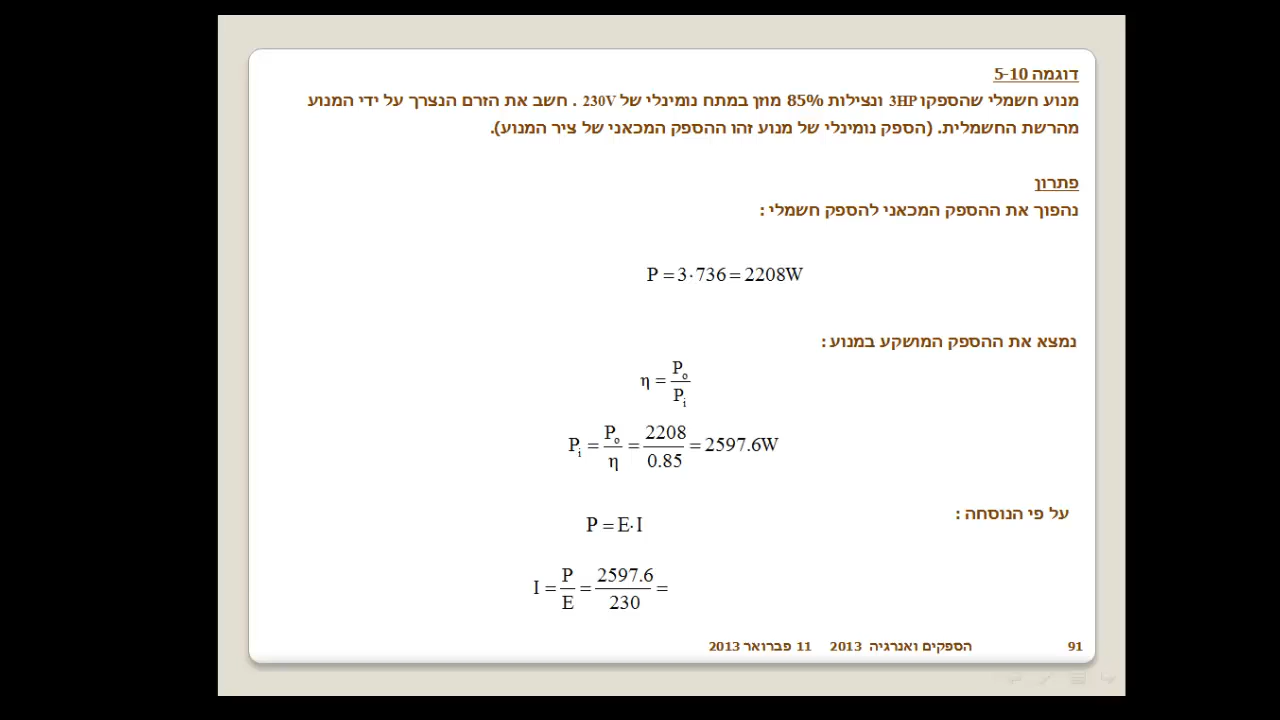 דוגמה 5-10
מנוע חשמלי שהספקו 3HP ונצילות 85% מוזן במתח נומינלי של 230V . חשב את הזרם הנצרך על ידי המנוע
מהרשת החשמלית. (הספק נומינלי של מנוע זהו ההספק המכאני של ציר המנוע).
פתרון
נהפוך את ההספק המכאני להספק חשמלי :
P = 3·736 = 2208W
נמצא את ההספק המושקע במנוע :
η = Po / Pi
Pi = Po / η = 2208 / 0.85 = 2597.6W
על פי הנוסחה :
P = E·I
I = P / E = 2597.6 / 230 =
91 הספקים ואנרגיה 2013 11 פברואר 2013